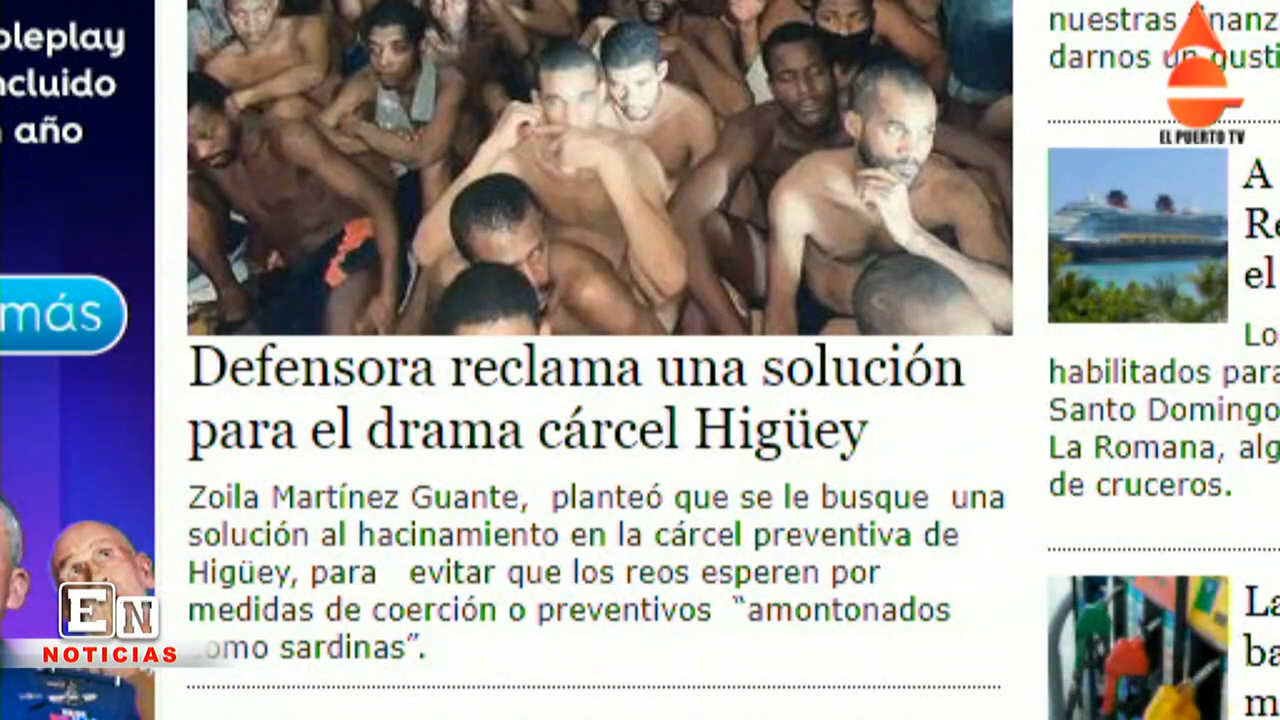 oleplay
ncluido
año
más
Defensora reclama una solución
para el drama cárcel Higüey
Zoila Martínez Guante, planteó que se le busque una
solución al hacinamiento en la cárcel preventiva de
Higüey, para evitar que los reos esperen por
medidas de coerción o preventivos “amontonados
como sardinas”.
EN
NOTICIAS
nuestras finanz
darnos un gusti
EL PUERTO TV
A
Re
el
Lo
habilitados para
Santo Domingo
La Romana, alg
de cruceros.
La
ba
m